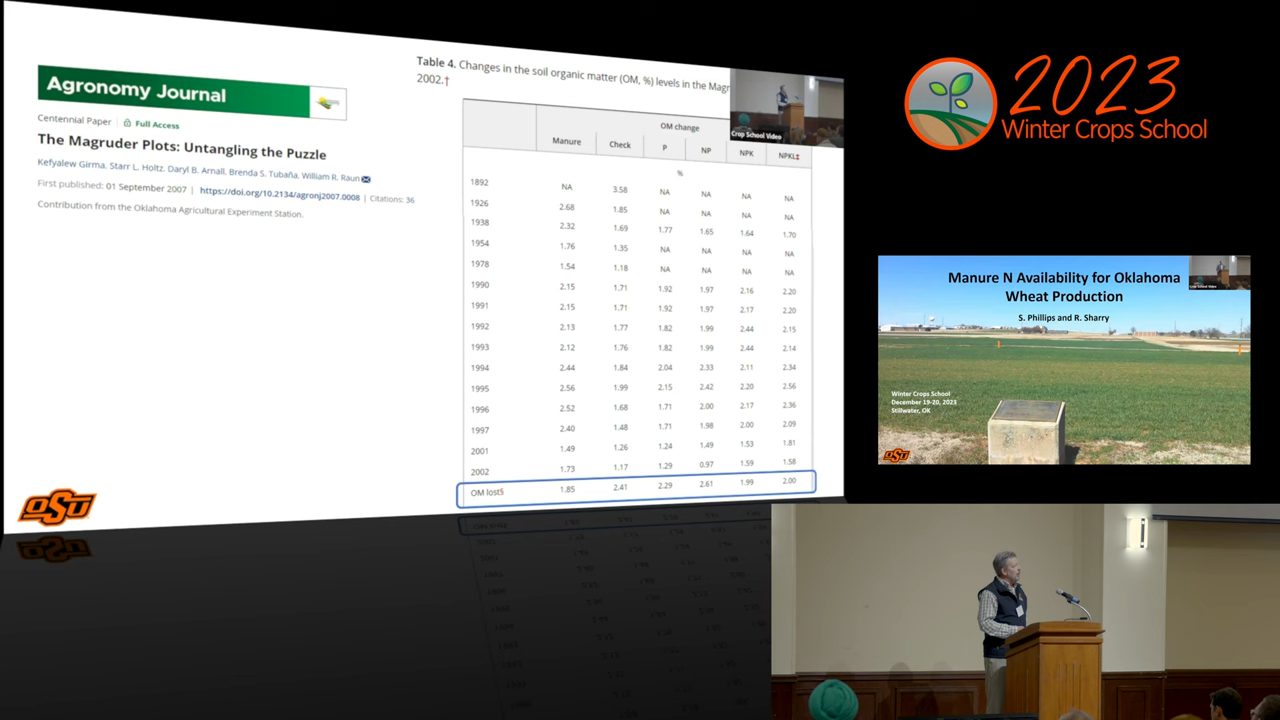 Agronomy Journal
Centennial Paper Full Access
The Magruder Plots: Untangling the Puzzle
Kefyalew Girma, Starr L. Holtz, Daryl B. Arnall, Brenda S. Tubaña, William R. Raun
First published: 01 September 2007 | https://doi.org/10.2134/agronj2007.0008 | Citations: 36
Contribution from the Oklahoma Agricultural Experiment Station.
OSU
Table 4. Changes in the soil organic matter (OM, %) levels in the Magr
2002.†
OM change
Manure Check P NP NPK NPKL‡
%
1892 NA 3.58 NA NA NA NA
1926 2.68 1.85 NA NA NA NA
1938 2.32 1.69 1.77 1.65 1.64 1.70
1954 1.76 1.35 NA NA NA NA
1978 1.54 1.18 NA NA NA NA
1990 2.15 1.71 1.92 1.97 2.16 2.20
1991 2.15 1.71 1.92 1.97 2.17 2.20
1992 2.13 1.77 1.82 1.99 2.44 2.15
1993 2.12 1.76 1.82 1.99 2.44 2.14
1994 2.44 1.84 2.04 2.33 2.11 2.34
1995 2.56 1.99 2.15 2.42 2.20 2.56
1996 2.52 1.68 1.71 2.00 2.17 2.36
1997 2.40 1.48 1.71 1.98 2.00 2.09
2001 1.49 1.26 1.24 1.49 1.53 1.81
2002 1.73 1.17 1.29 0.97 1.59 1.58
OM lost§ 1.85 2.41 2.29 2.61 1.99 2.00
Crop School Video
2023
Winter Crops School
Manure N Availability for Oklahoma
Wheat Production
S. Phillips and R. Sharry
Crop School Video
Winter Crops School
December 19-20, 2023
Stillwater, OK
OSU